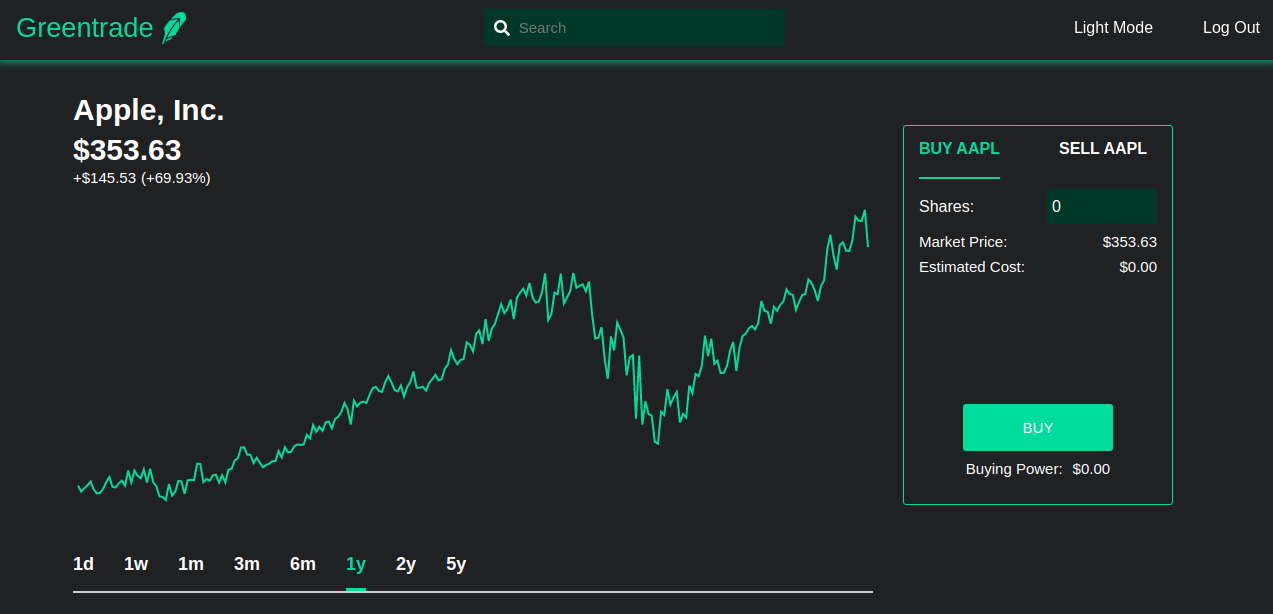 Greentrade
Search
Light Mode
Log Out
Apple, Inc.
$353.63
+$145.53 (+69.93%)
BUY AAPL
SELL AAPL
Shares: 0
Market Price: $353.63
Estimated Cost: $0.00
BUY
Buying Power: $0.00
1d 1w 1m 3m 6m 1y 2y 5y